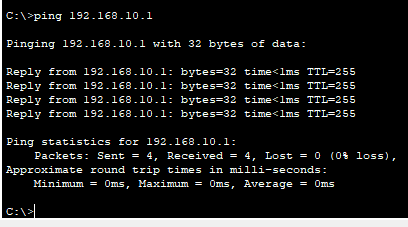 C:\>ping 192.168.10.1
Pinging 192.168.10.1 with 32 bytes of data:
Reply from 192.168.10.1: bytes=32 time<1ms TTL=255
Reply from 192.168.10.1: bytes=32 time<1ms TTL=255
Reply from 192.168.10.1: bytes=32 time<1ms TTL=255
Reply from 192.168.10.1: bytes=32 time<1ms TTL=255
Ping statistics for 192.168.10.1:
Packets: Sent = 4, Received = 4, Lost = 0 (0% loss),
Approximate round trip times in milli-seconds:
Minimum = 0ms, Maximum = 0ms, Average = 0ms
C:\>